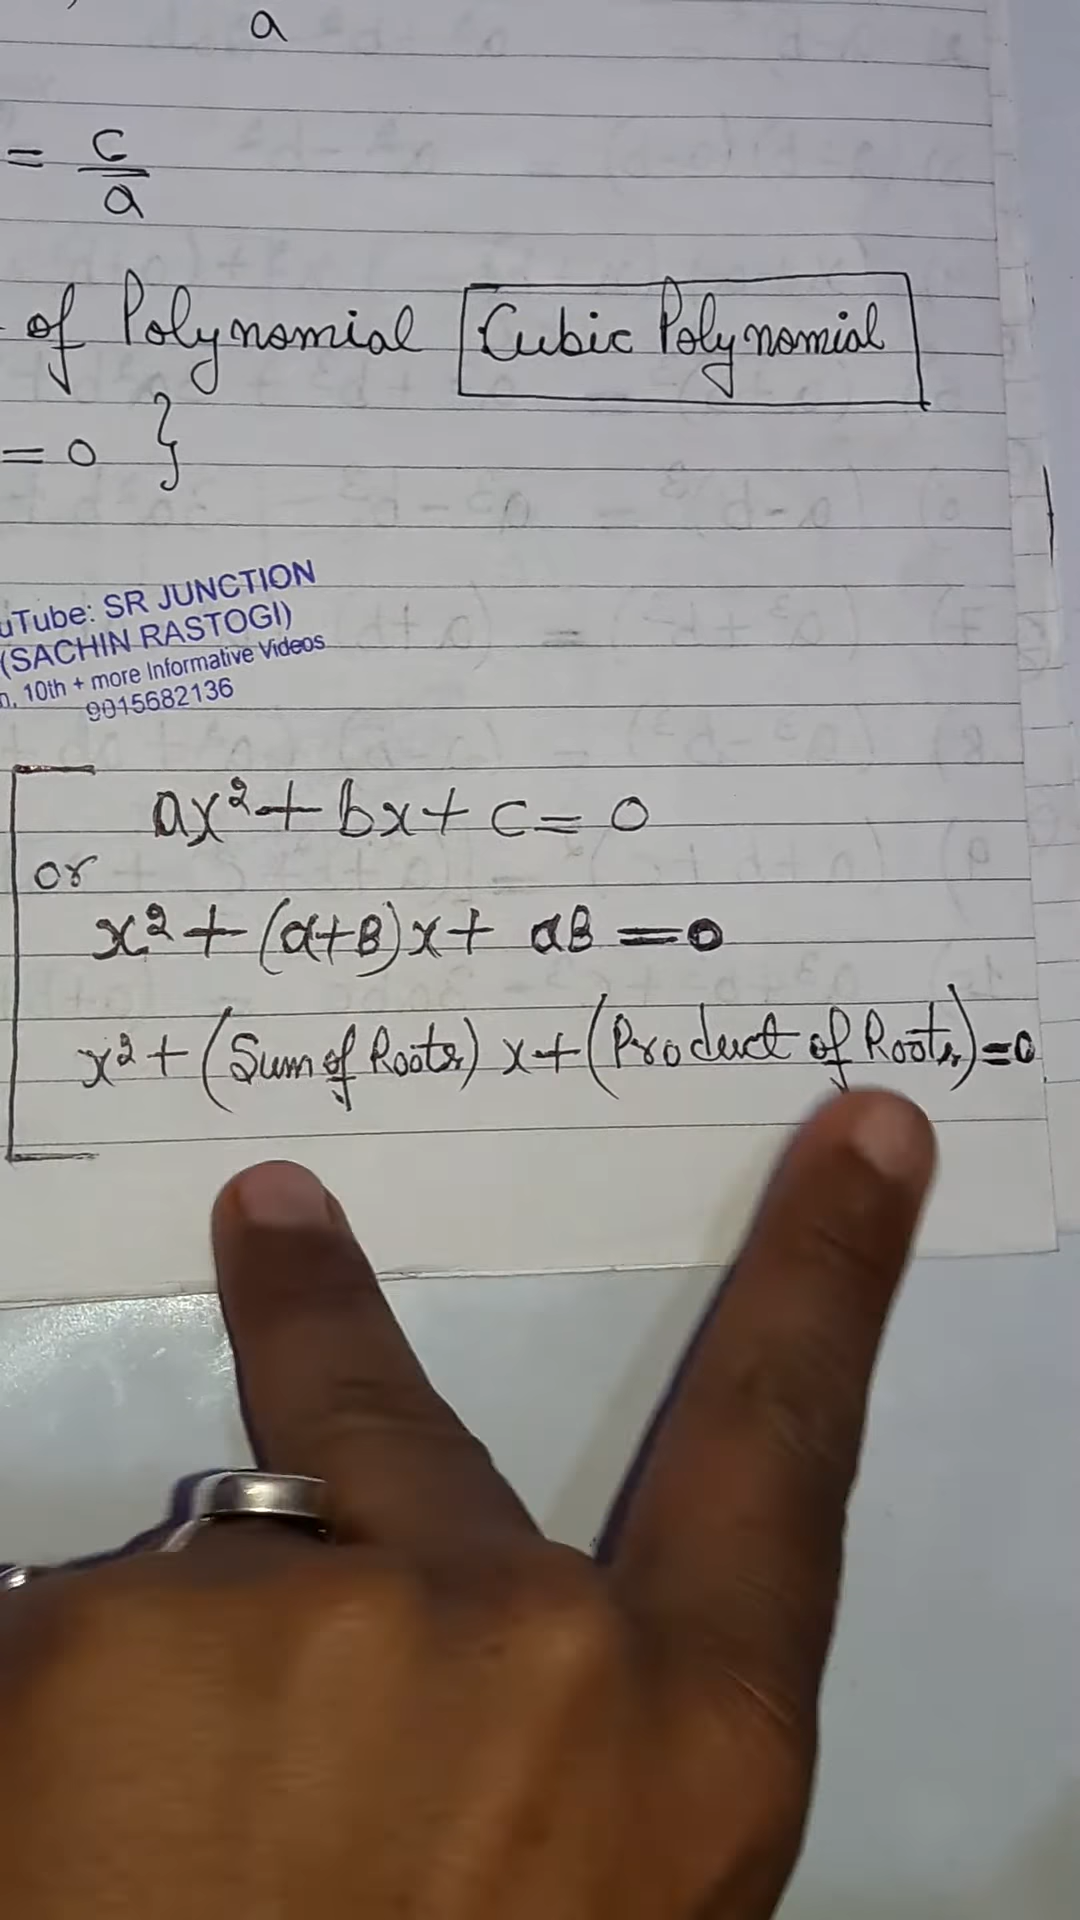 a
= c/a
of Polynomial Cubic Polynomial
= 0 }
uTube: SR JUNCTION
(SACHIN RASTOGI)
10th + more Informative Videos
9015682136
ax² + bx + c = 0
or
x² + (α+β)x + αβ = 0
x² + (Sum of Roots) x + (Product of Roots) = 0